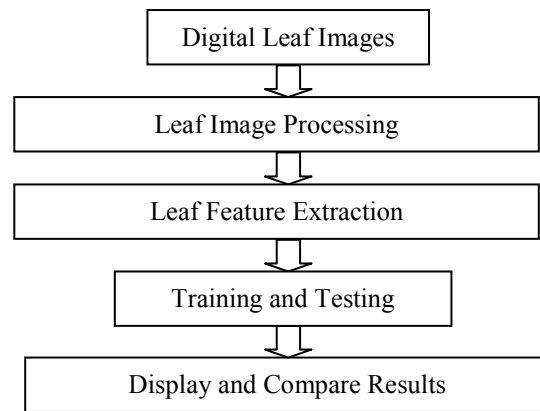 Digital Leaf Images
Leaf Image Processing
Leaf Feature Extraction
Training and Testing
Display and Compare Results